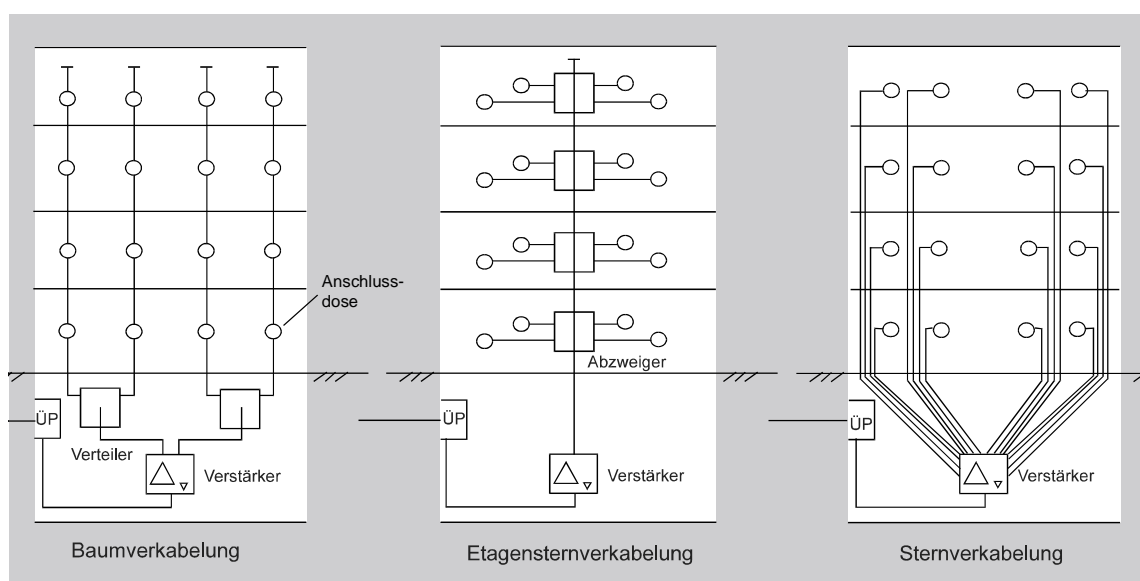 Anschluss-
dose
ÜP
Verteiler
Verstärker
Baumverkabelung
Abzweiger
ÜP
Verstärker
Etagensternverkabelung
ÜP
Verstärker
Sternverkabelung